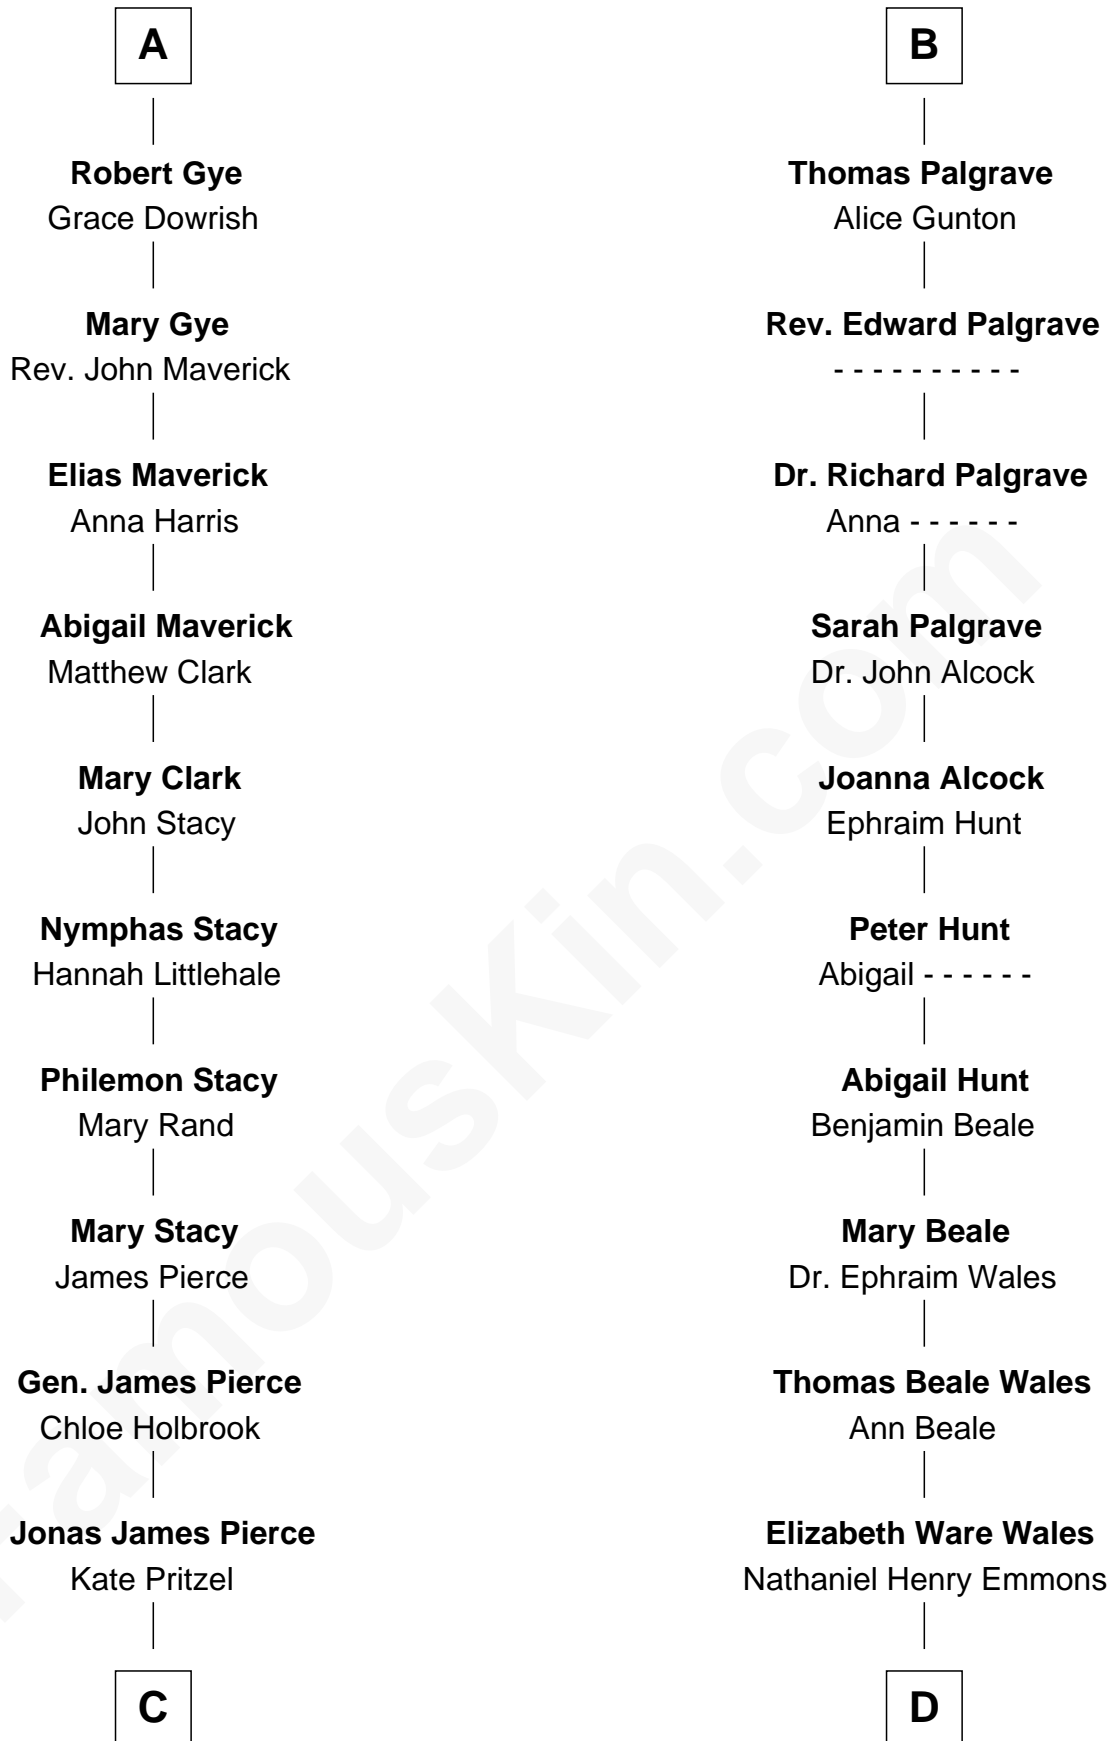 A
Robert Gye
Grace Dowrish
Mary Gye
Rev. John Maverick
Elias Maverick
Anna Harris
Abigail Maverick
Matthew Clark
Mary Clark
John Stacy
Nymphas Stacy
Hannah Littlehale
Philemon Stacy
Mary Rand
Mary Stacy
James Pierce
Gen. James Pierce
Chloe Holbrook
Jonas James Pierce
Kate Pritzel
C
B
Thomas Palgrave
Alice Gunton
Rev. Edward Palgrave
- - - - - - - - - -
Dr. Richard Palgrave
Anna - - - - - -
Sarah Palgrave
Dr. John Alcock
Joanna Alcock
Ephraim Hunt
Peter Hunt
Abigail - - - - - -
Abigail Hunt
Benjamin Beale
Mary Beale
Dr. Ephraim Wales
Thomas Beale Wales
Ann Beale
Elizabeth Ware Wales
Nathaniel Henry Emmons
D
FamousKin.com